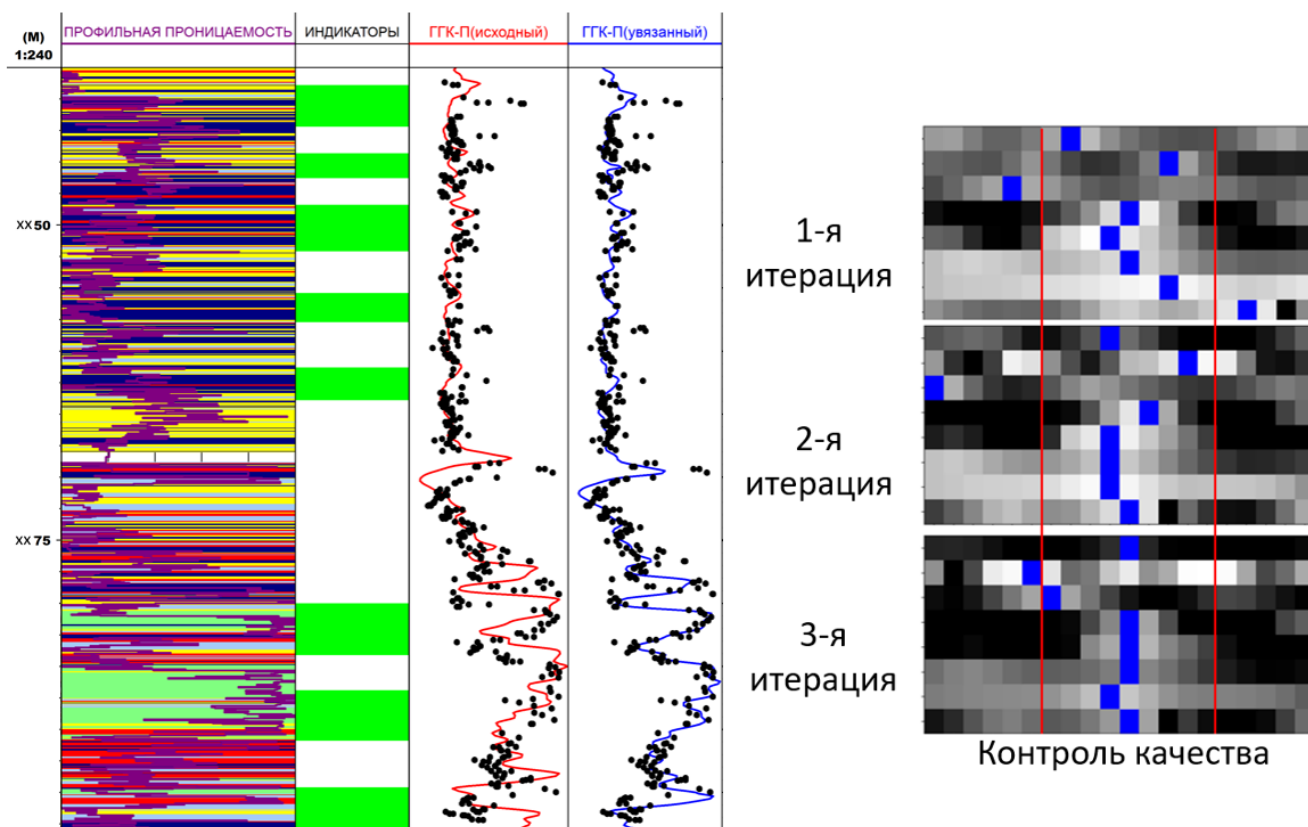 (М)
1:240
ПРОФИЛЬНАЯ ПРОНИЦАЕМОСТЬ
ИНДИКАТОРЫ
ГГК-П(исходный)
ГГК-П(увязанный)
XX50
XX75
1-я
итерация
2-я
итерация
3-я
итерация
Контроль качества